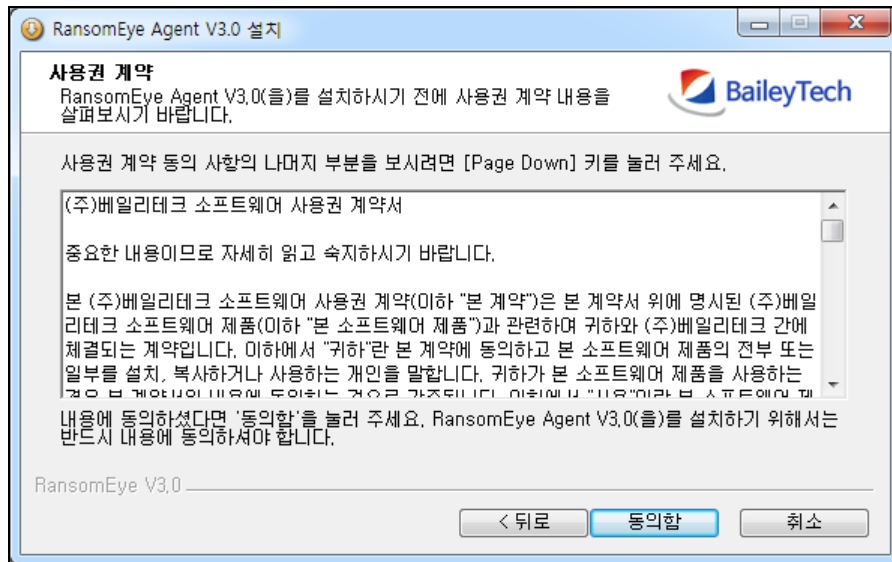 RansomEye Agent V3.0 설치
사용권 계약
RansomEye Agent V3.0(을)를 설치하시기 전에 사용권 계약 내용을
살펴보시기 바랍니다.
BaileyTech
사용권 계약 동의 사항의 나머지 부분을 보시려면 [Page Down] 키를 눌러 주세요.
(주)베일리테크 소프트웨어 사용권 계약서
중요한 내용이므로 자세히 읽고 숙지하시기 바랍니다.
본 (주)베일리테크 소프트웨어 사용권 계약(이하 "본 계약")은 본 계약서 위에 명시된 (주)베일
리테크 소프트웨어 제품(이하 "본 소프트웨어 제품")과 관련하여 귀하와 (주)베일리테크 간에
체결되는 계약입니다. 이하에서 "귀하"란 본 계약에 동의하고 본 소프트웨어 제품의 전부 또는
일부를 설치, 복사하거나 사용하는 개인을 말합니다. 귀하가 본 소프트웨어 제품을 사용하는
내용에 동의하셨다면 '동의함'을 눌러 주세요. RansomEye Agent V3.0(을)를 설치하기 위해서는
반드시 내용에 동의하셔야 합니다.
RansomEye V3.0
< 뒤로
동의함
취소